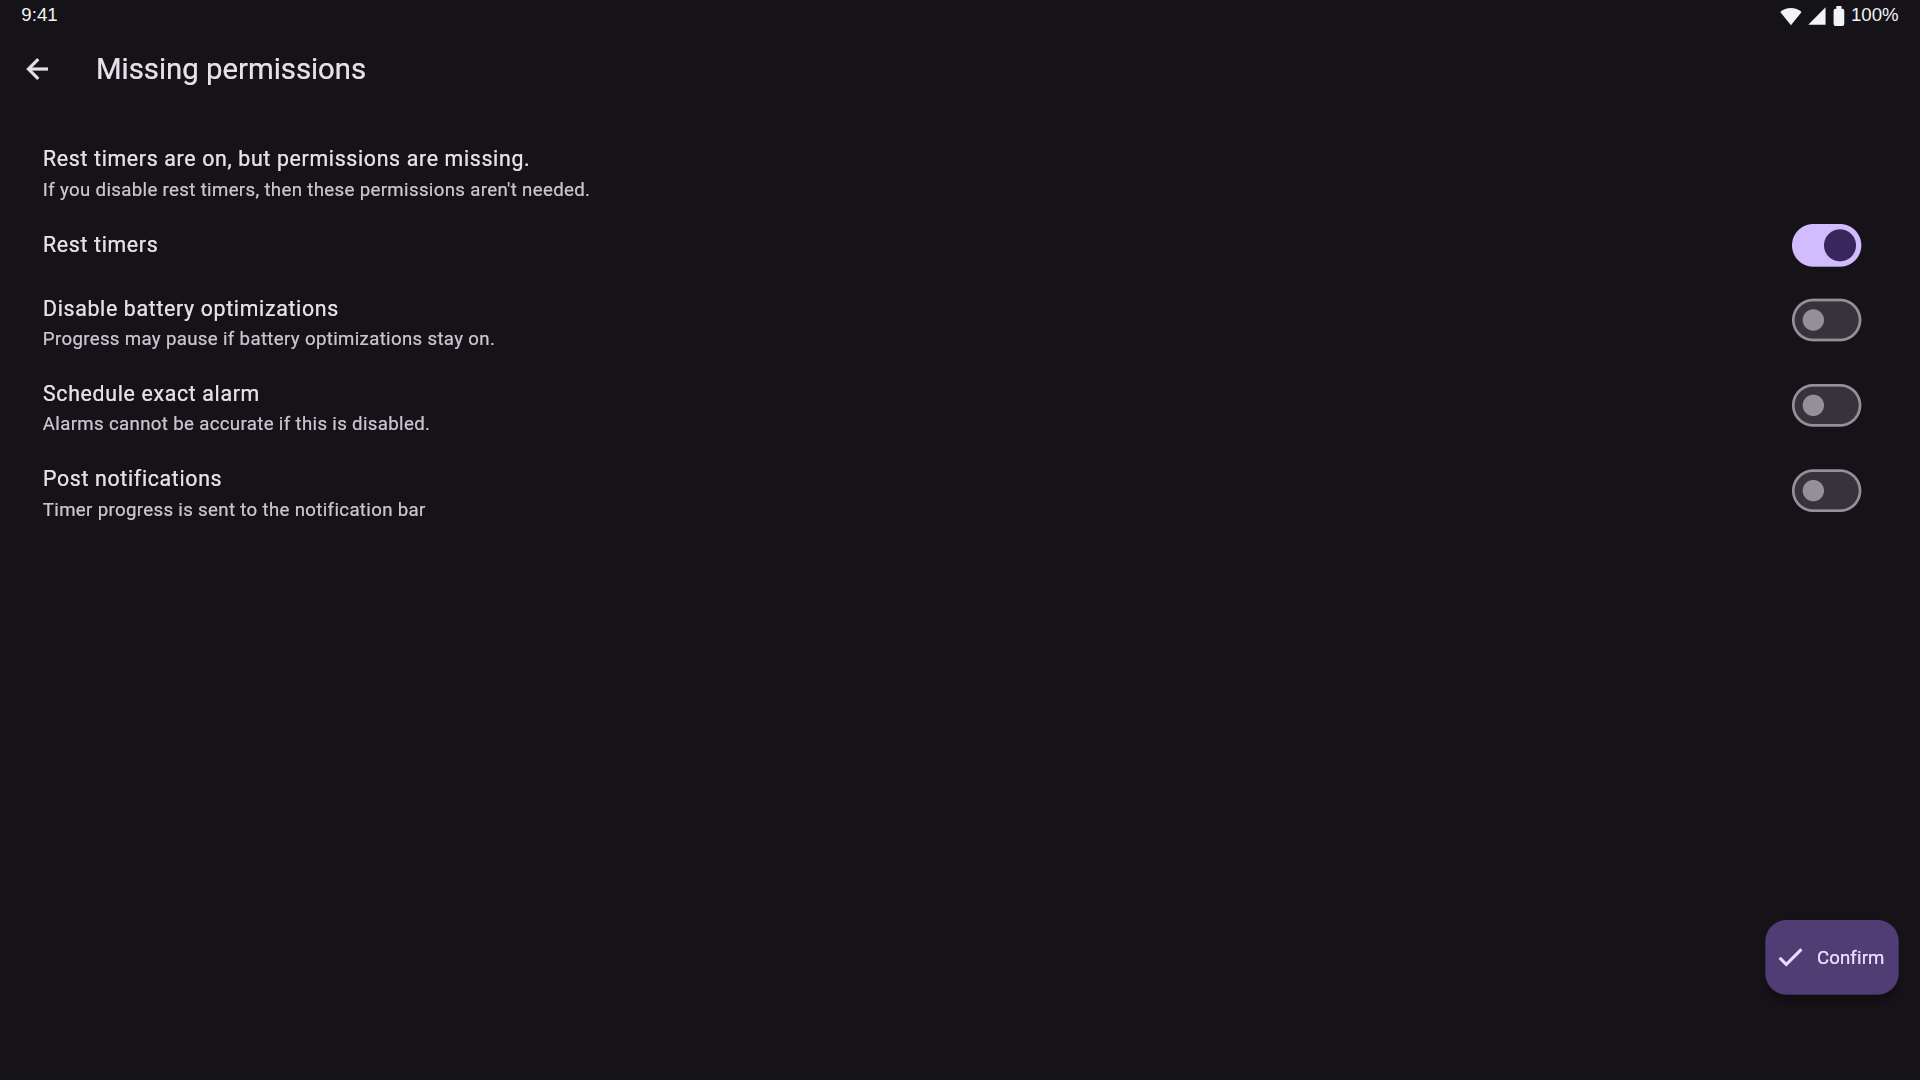 9:41
100%
Missing permissions
Rest timers are on, but permissions are missing.
If you disable rest timers, then these permissions aren't needed.
Rest timers
Disable battery optimizations
Progress may pause if battery optimizations stay on.
Schedule exact alarm
Alarms cannot be accurate if this is disabled.
Post notifications
Timer progress is sent to the notification bar
Confirm